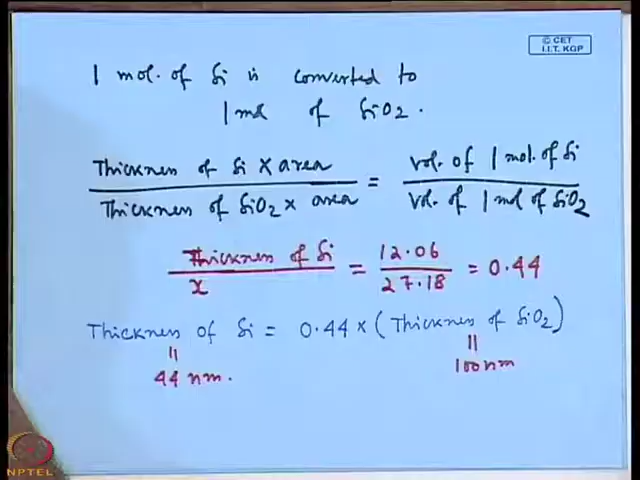 © CET
I.I.T. KGP
1 mol. of Si is converted to
1 mol of SiO2.
Thickness of Si × area / Thickness of SiO2 × area = vol. of 1 mol. of Si / vol. of 1 mol of SiO2
Thickness of Si / x = 12.06 / 27.18 = 0.44
Thickness of Si = 0.44 × (Thickness of SiO2)
॥ ॥
44 nm. 100 nm
NPTEL